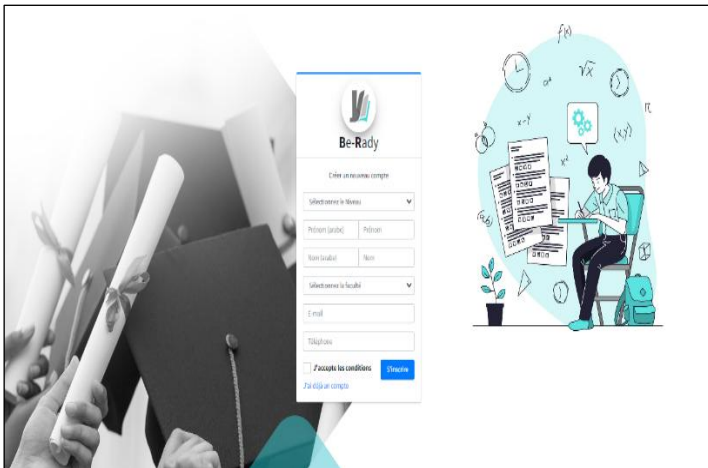 Be-Rady
Créer un nouveau compte
Sélectionnez le Niveau
Prénom (arabe) Prénom
Nom (arabe) Nom
Sélectionnez la faculté
E-mail
Téléphone
J'accepte les conditions S'inscrire
J'ai déjà un compte
f(x)
√x
x-y
x²
(x,y)
(a,b)
π